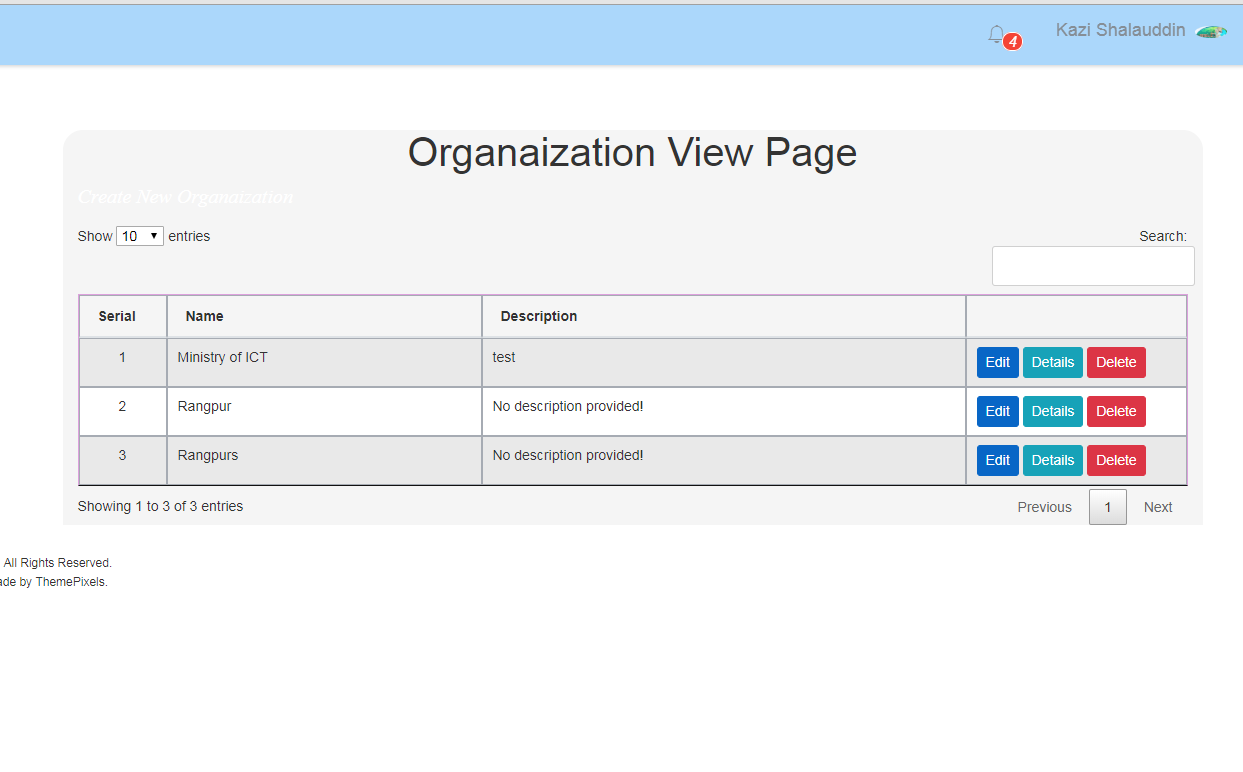 4
Kazi Shalauddin
Organaization View Page
Create New Organaization
Show 10 entries
Search:
Serial Name Description
1 Ministry of ICT test Edit Details Delete
2 Rangpur No description provided! Edit Details Delete
3 Rangpurs No description provided! Edit Details Delete
Showing 1 to 3 of 3 entries
Previous 1 Next
All Rights Reserved.
by ThemePixels.